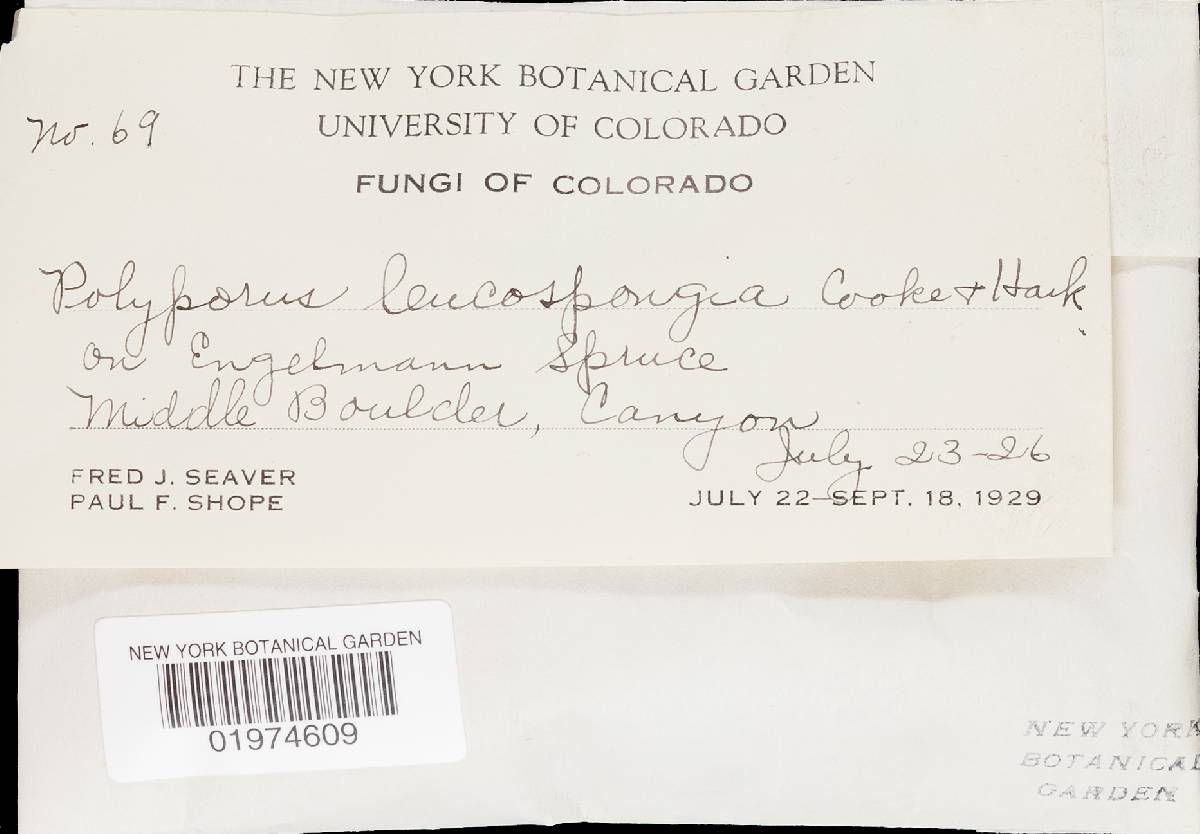 THE NEW YORK BOTANICAL GARDEN
No. 69
UNIVERSITY OF COLORADO
FUNGI OF COLORADO
Polyporus leucospongia Cooke & Hark
on Engelmann Spruce
Middle Boulder, Canyon
July 23-26
FRED J. SEAVER
PAUL F. SHOPE
JULY 22-SEPT. 18, 1929
NEW YORK BOTANICAL GARDEN
01974609
NEW YORK
BOTANICAL
GARDEN